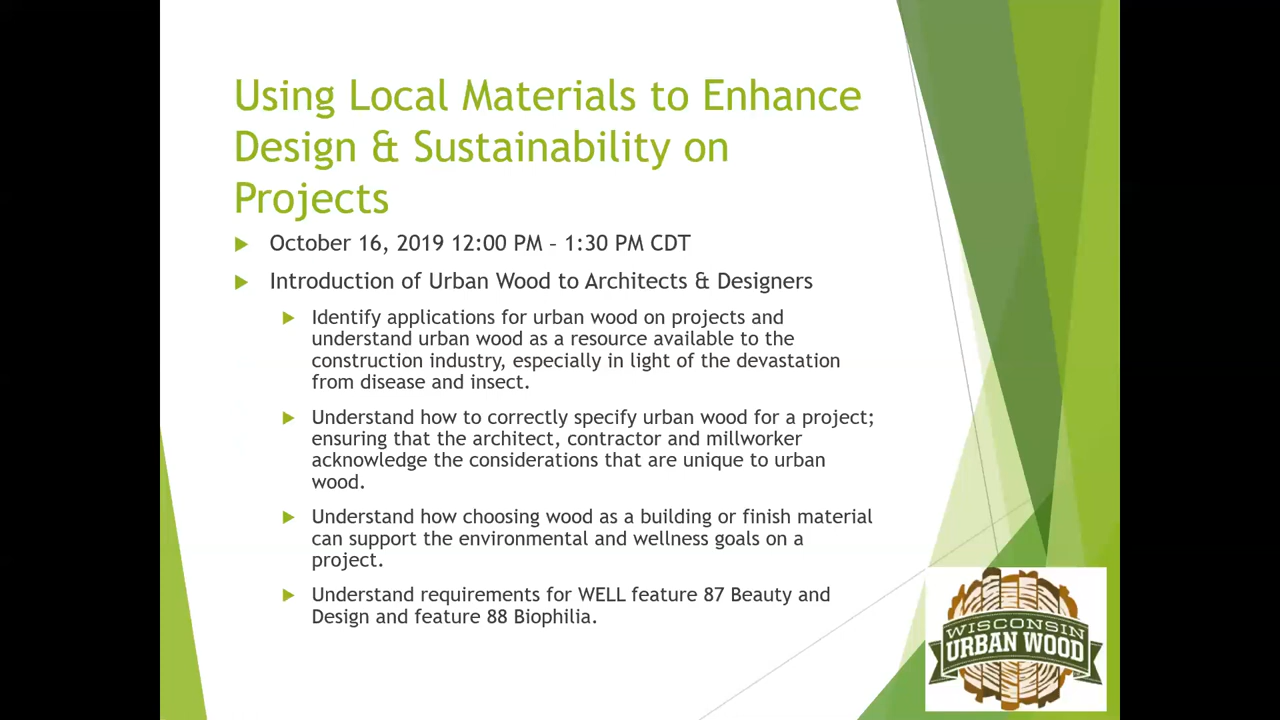 Using Local Materials to Enhance
Design & Sustainability on
Projects
October 16, 2019 12:00 PM – 1:30 PM CDT
Introduction of Urban Wood to Architects & Designers
Identify applications for urban wood on projects and
understand urban wood as a resource available to the
construction industry, especially in light of the devastation
from disease and insect.
Understand how to correctly specify urban wood for a project;
ensuring that the architect, contractor and millworker
acknowledge the considerations that are unique to urban
wood.
Understand how choosing wood as a building or finish material
can support the environmental and wellness goals on a
project.
Understand requirements for WELL feature 87 Beauty and
Design and feature 88 Biophilia.
WISCONSIN
URBAN WOOD